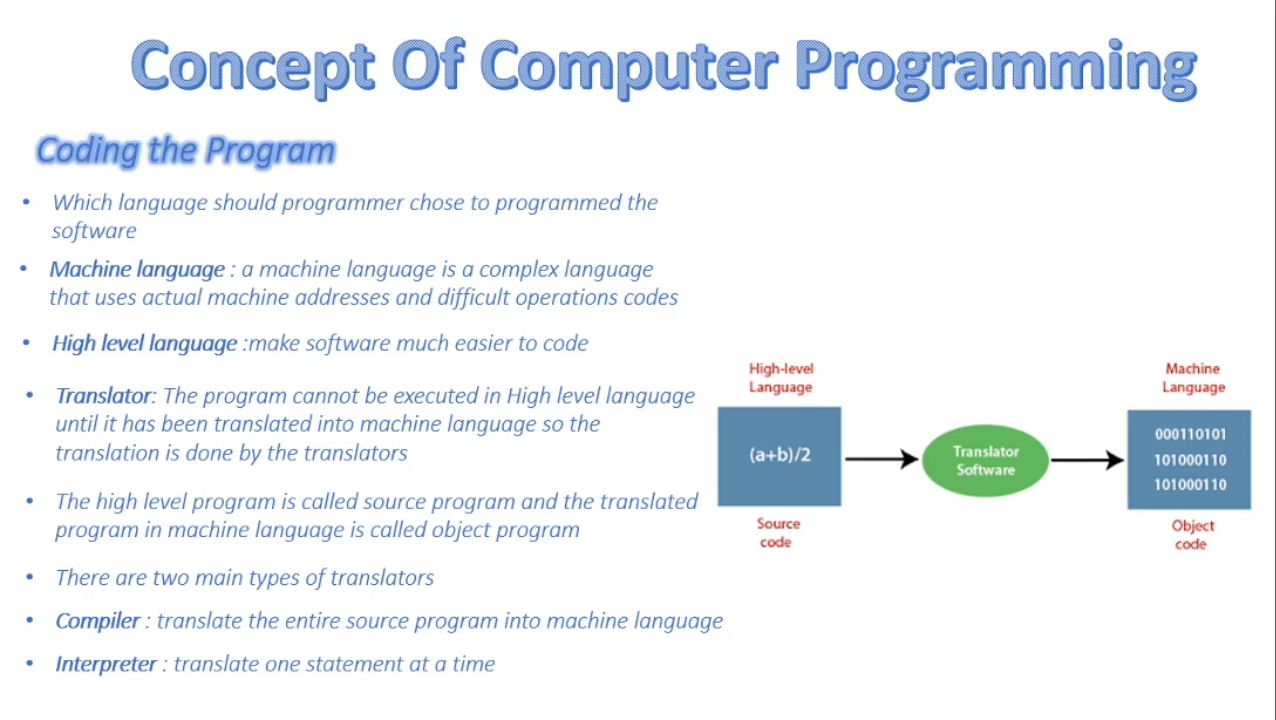 Concept Of Computer Programming
Coding the Program
• Which language should programmer chose to programmed the
software
• Machine language : a machine language is a complex language
that uses actual machine addresses and difficult operations codes
• High level language :make software much easier to code
• Translator: The program cannot be executed in High level language
until it has been translated into machine language so the
translation is done by the translators
• The high level program is called source program and the translated
program in machine language is called object program
• There are two main types of translators
• Compiler : translate the entire source program into machine language
• Interpreter : translate one statement at a time
High-level
Language
(a+b)/2
Source
code
Translator
Software
Machine
Language
000110101
101000110
101000110
Object
code